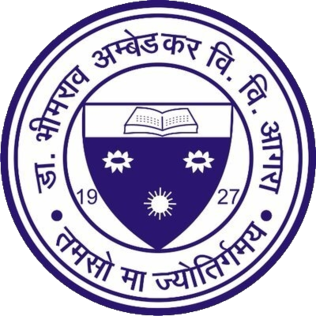 डा. भीमराव अम्बेडकर वि. वि. आगरा
19 27
• तमसो मा ज्योतिर्गमय •